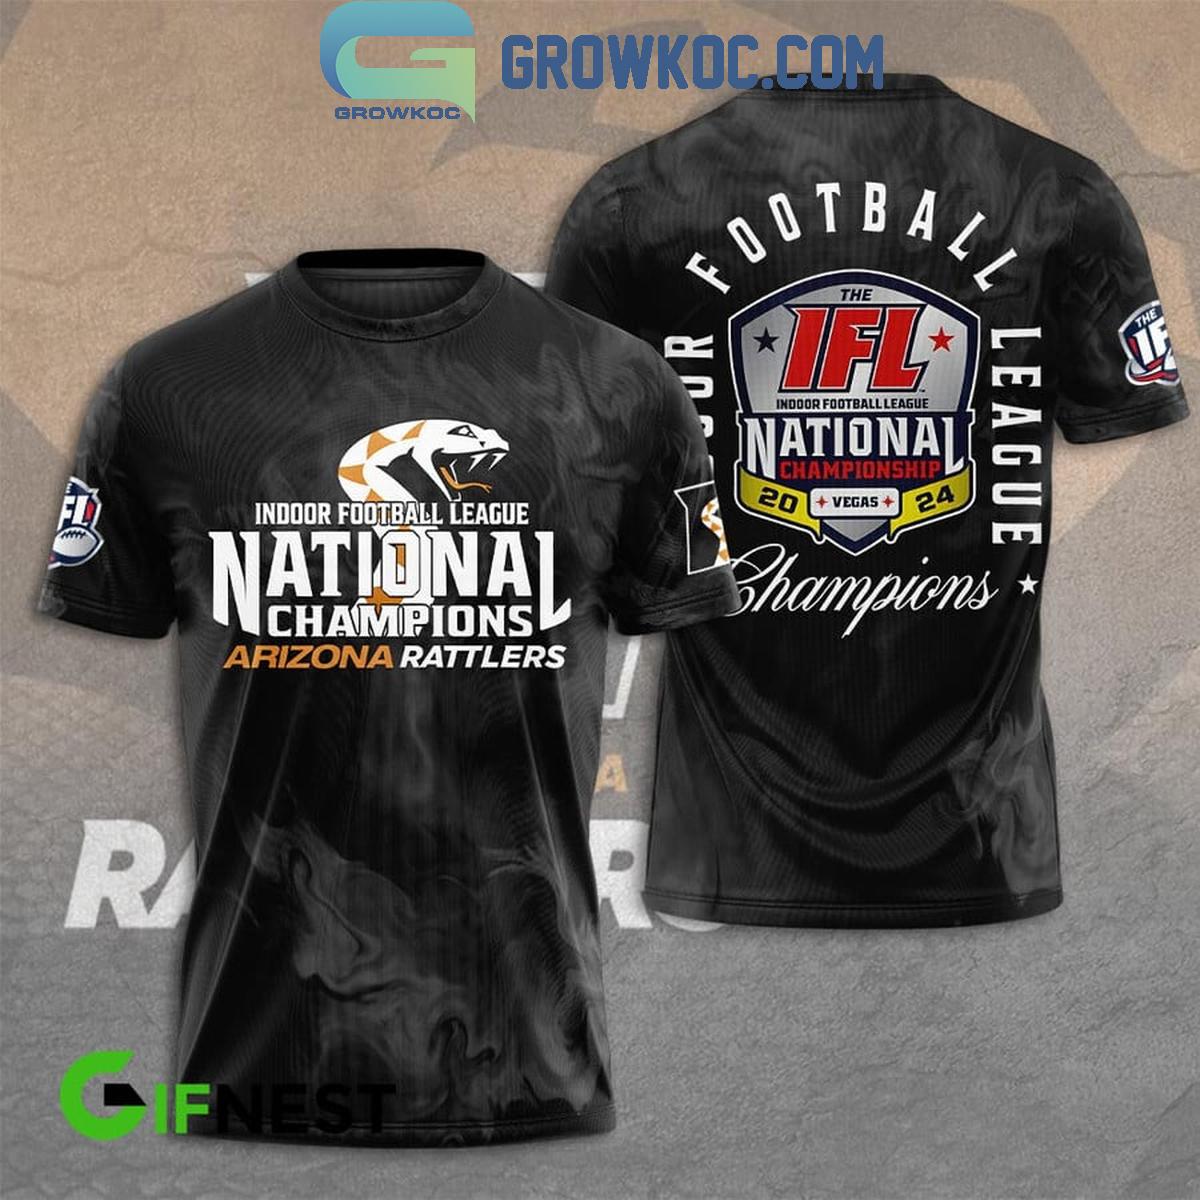 GROWKOC
GROWKOC.COM
INDOOR FOOTBALL LEAGUE
NATIONAL
CHAMPIONS
ARIZONA RATTLERS
FOOTBALL LEAGUE
THE
IFL
INDOOR FOOTBALL LEAGUE
NATIONAL
CHAMPIONSHIP
20 VEGAS 24
Champions
THE
GIFNEST